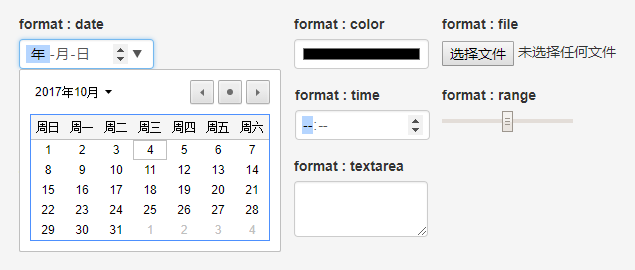 format : date
年-月-日
2017年10月
周日 周一 周二 周三 周四 周五 周六
1 2 3 4 5 6 7
8 9 10 11 12 13 14
15 16 17 18 19 20 21
22 23 24 25 26 27 28
29 30 31 1 2 3 4
format : color
format : file
选择文件 未选择任何文件
format : time
--:--
format : range
format : textarea